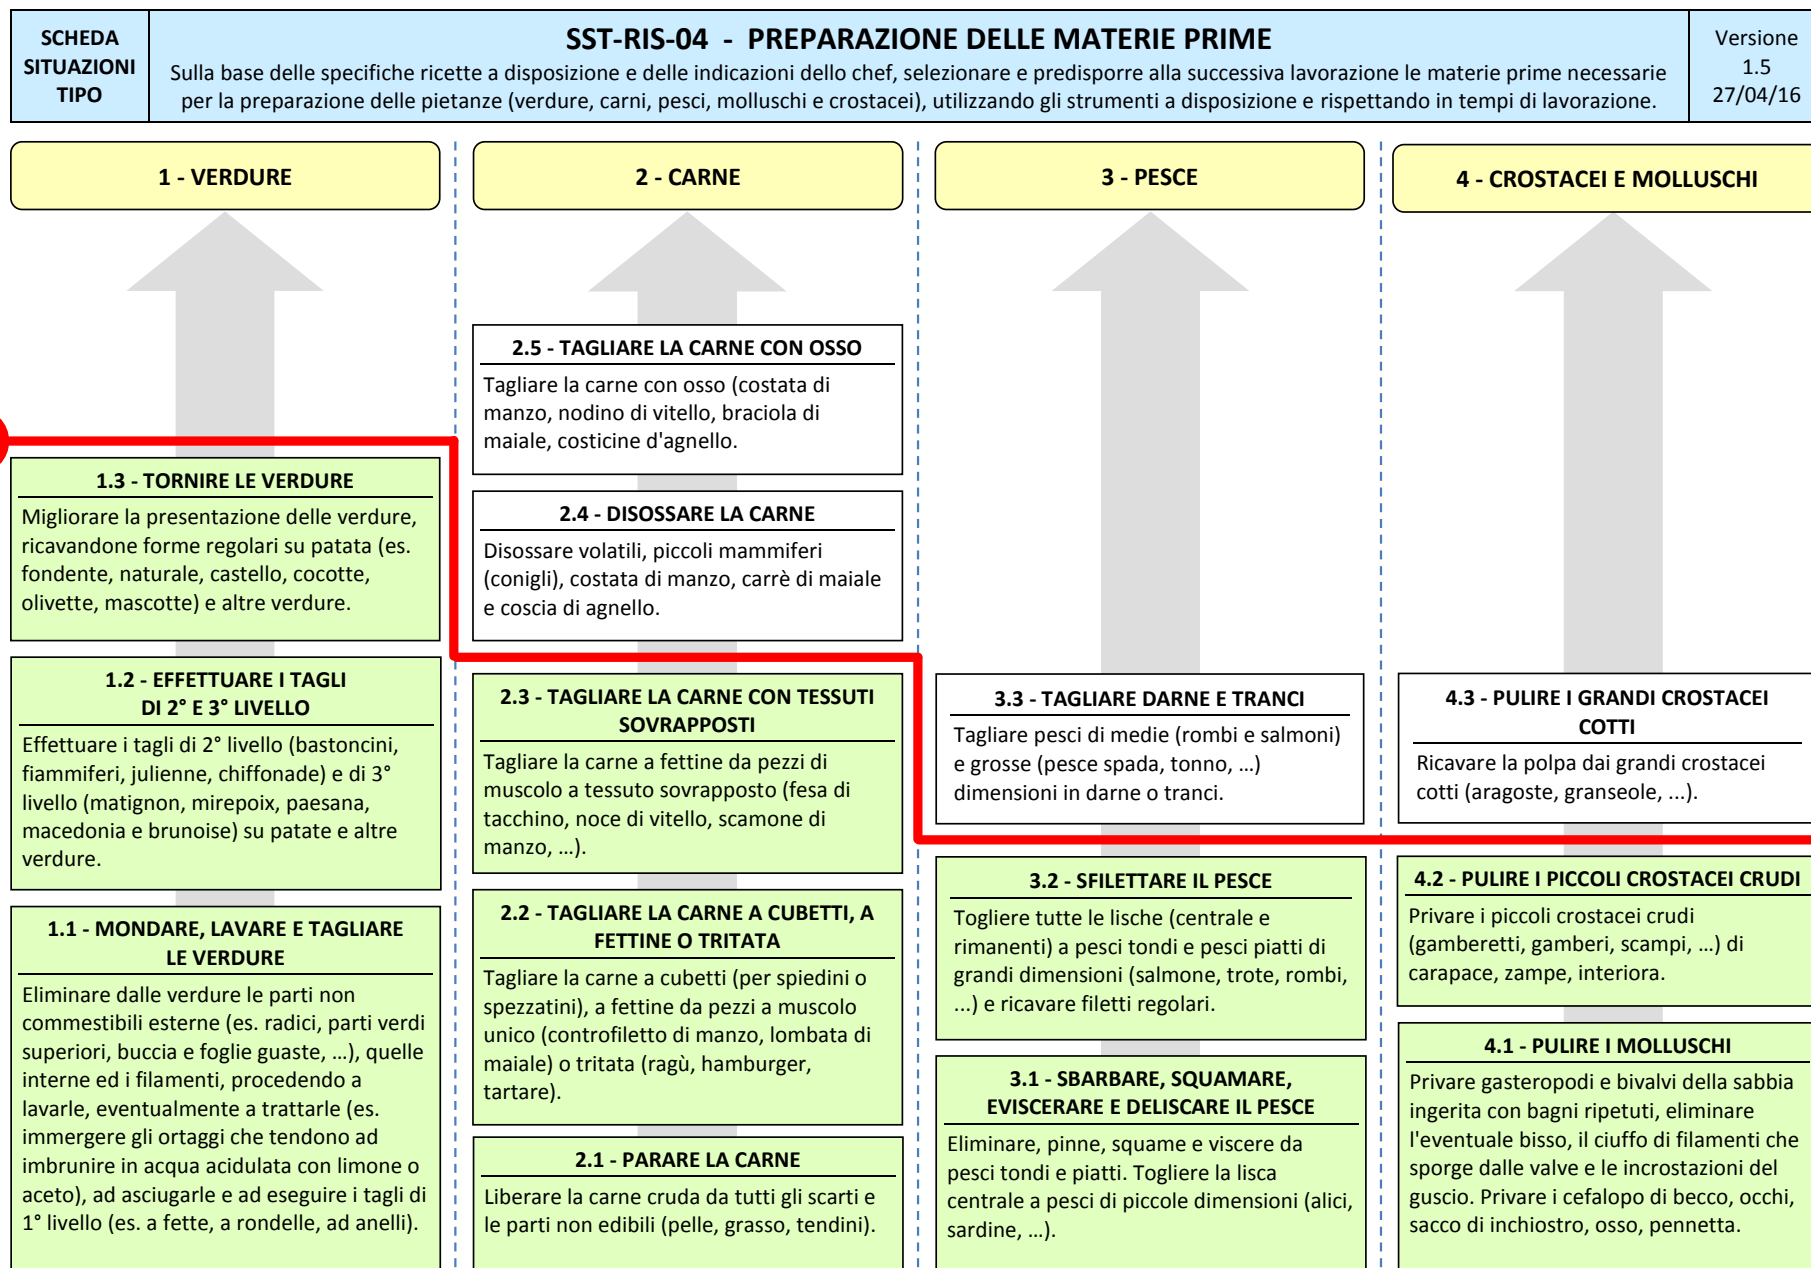 SCHEDA
SITUAZIONI
TIPO
SST-RIS-04 - PREPARAZIONE DELLE MATERIE PRIME
Sulla base delle specifiche ricette a disposizione e delle indicazioni dello chef, selezionare e predisporre alla successiva lavorazione le materie prime necessarie
per la preparazione delle pietanze (verdure, carni, pesci, molluschi e crostacei), utilizzando gli strumenti a disposizione e rispettando in tempi di lavorazione.
Versione
1.5
27/04/16
1 - VERDURE
1.3 - TORNIRE LE VERDURE
Migliorare la presentazione delle verdure,
ricavandone forme regolari su patata (es.
fondente, naturale, castello, cocotte,
olivette, mascotte) e altre verdure.
1.2 - EFFETTUARE I TAGLI
DI 2° E 3° LIVELLO
Effettuare i tagli di 2° livello (bastoncini,
fiammiferi, julienne, chiffonade) e di 3°
livello (matignon, mirepoix, paesana,
macedonia e brunoise) su patate e altre
verdure.
1.1 - MONDARE, LAVARE E TAGLIARE
LE VERDURE
Eliminare dalle verdure le parti non
commestibili esterne (es. radici, parti verdi
superiori, buccia e foglie guaste, …), quelle
interne ed i filamenti, procedendo a
lavarle, eventualmente a trattarle (es.
immergere gli ortaggi che tendono ad
imbrunire in acqua acidulata con limone o
aceto), ad asciugarle e ad eseguire i tagli di
1° livello (es. a fette, a rondelle, ad anelli).
2 - CARNE
2.5 - TAGLIARE LA CARNE CON OSSO
Tagliare la carne con osso (costata di
manzo, nodino di vitello, braciola di
maiale, costicine d'agnello.
2.4 - DISOSSARE LA CARNE
Disossare volatili, piccoli mammiferi
(conigli), costata di manzo, carrè di maiale
e coscia di agnello.
2.3 - TAGLIARE LA CARNE CON TESSUTI
SOVRAPPOSTI
Tagliare la carne a fettine da pezzi di
muscolo a tessuto sovrapposto (fesa di
tacchino, noce di vitello, scamone di
manzo, …).
2.2 - TAGLIARE LA CARNE A CUBETTI, A
FETTINE O TRITATA
Tagliare la carne a cubetti (per spiedini o
spezzatini), a fettine da pezzi a muscolo
unico (controfiletto di manzo, lombata di
maiale) o tritata (ragù, hamburger,
tartare).
2.1 - PARARE LA CARNE
Liberare la carne cruda da tutti gli scarti e
le parti non edibili (pelle, grasso, tendini).
3 - PESCE
3.3 - TAGLIARE DARNE E TRANCI
Tagliare pesci di medie (rombi e salmoni)
e grosse (pesce spada, tonno, …)
dimensioni in darne o tranci.
3.2 - SFILETTARE IL PESCE
Togliere tutte le lische (centrale e
rimanenti) a pesci tondi e pesci piatti di
grandi dimensioni (salmone, trote, rombi,
...) e ricavare filetti regolari.
3.1 - SBARBARE, SQUAMARE,
EVISCERARE E DELISCARE IL PESCE
Eliminare, pinne, squame e viscere da
pesci tondi e piatti. Togliere la lisca
centrale a pesci di piccole dimensioni (alici,
sardine, …).
4 - CROSTACEI E MOLLUSCHI
4.3 - PULIRE I GRANDI CROSTACEI
COTTI
Ricavare la polpa dai grandi crostacei
cotti (aragoste, granseole, ...).
4.2 - PULIRE I PICCOLI CROSTACEI CRUDI
Privare i piccoli crostacei crudi
(gamberetti, gamberi, scampi, …) di
carapace, zampe, interiora.
4.1 - PULIRE I MOLLUSCHI
Privare gasteropodi e bivalvi della sabbia
ingerita con bagni ripetuti, eliminare
l'eventuale bisso, il ciuffo di filamenti che
sporge dalle valve e le incrostazioni del
guscio. Privare i cefalopo di becco, occhi,
sacco di inchiostro, osso, pennetta.